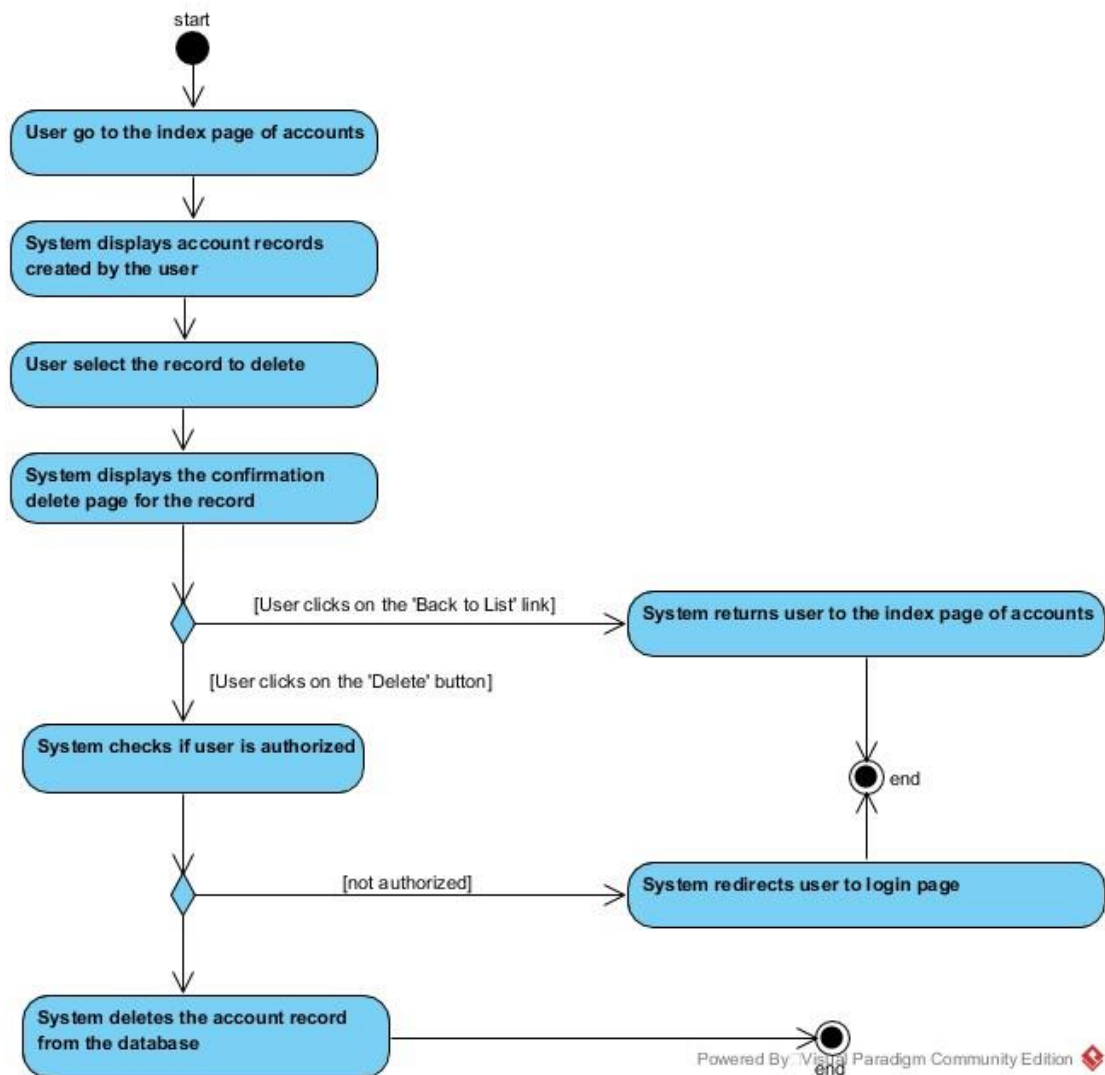 start
User go to the index page of accounts
System displays account records
created by the user
User select the record to delete
System displays the confirmation
delete page for the record
[User clicks on the 'Back to List' link]
System returns user to the index page of accounts
[User clicks on the 'Delete' button]
System checks if user is authorized
end
[not authorized]
System redirects user to login page
System deletes the account record
from the database
end
Powered By Visual Paradigm Community Edition